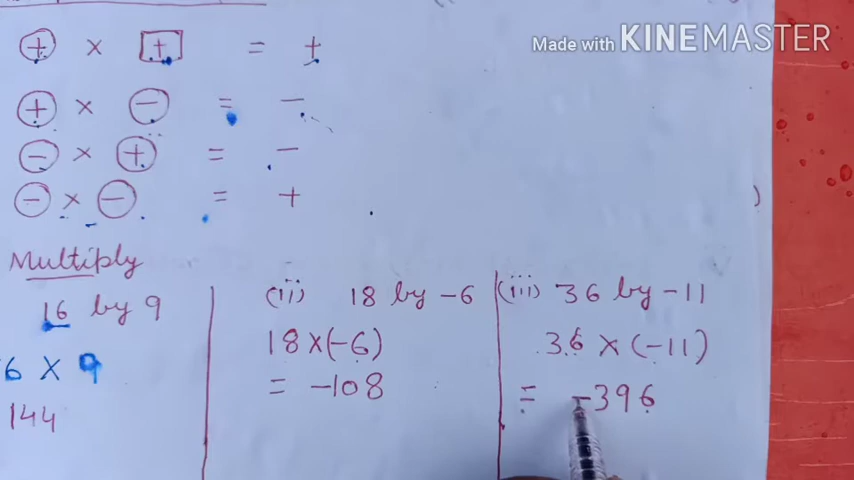 Made with KINEMASTER
+ × + = +
+ × - = -
- × + = -
- × - = +
Multiply
16 by 9
6 × 9
144
(ii) 18 by -6
18 ×(-6)
= -108
(iii) 36 by -11
36 × (-11)
= -396